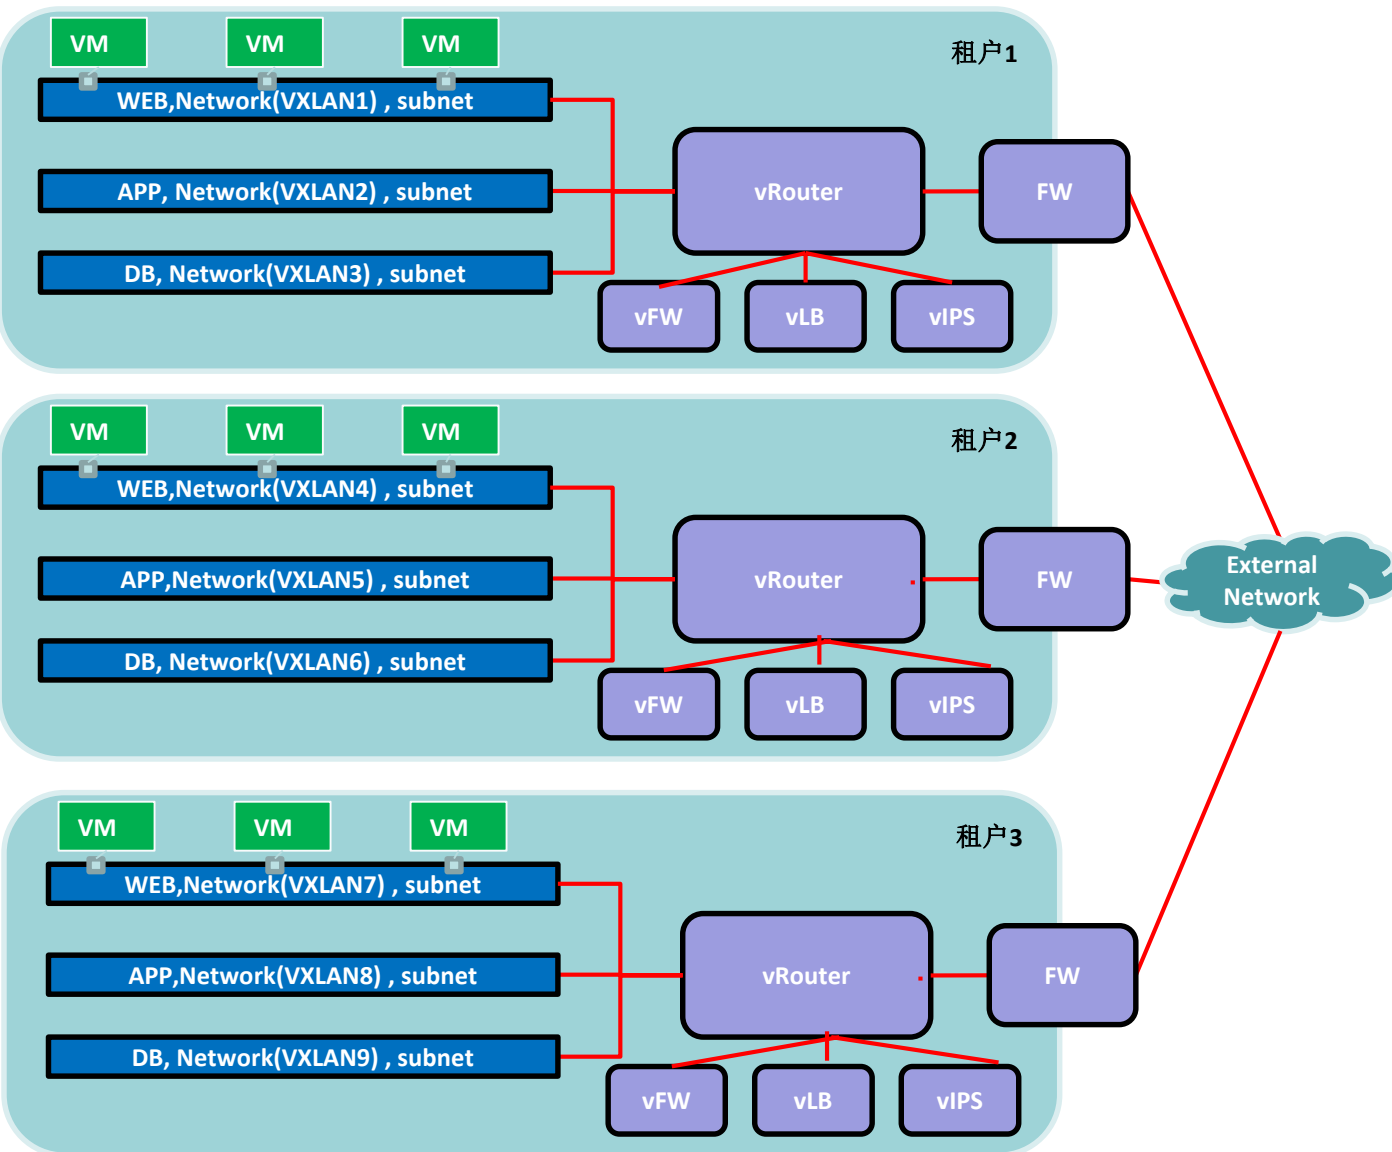 VM VM VM
租户1
WEB,Network(VXLAN1) , subnet
APP, Network(VXLAN2) , subnet
vRouter
FW
DB, Network(VXLAN3) , subnet
vFW
vLB
vIPS
VM VM VM
租户2
WEB,Network(VXLAN4) , subnet
APP,Network(VXLAN5) , subnet
vRouter
FW
DB, Network(VXLAN6) , subnet
vFW
vLB
vIPS
External
Network
VM VM VM
租户3
WEB,Network(VXLAN7) , subnet
APP,Network(VXLAN8) , subnet
vRouter
FW
DB, Network(VXLAN9) , subnet
vFW
vLB
vIPS